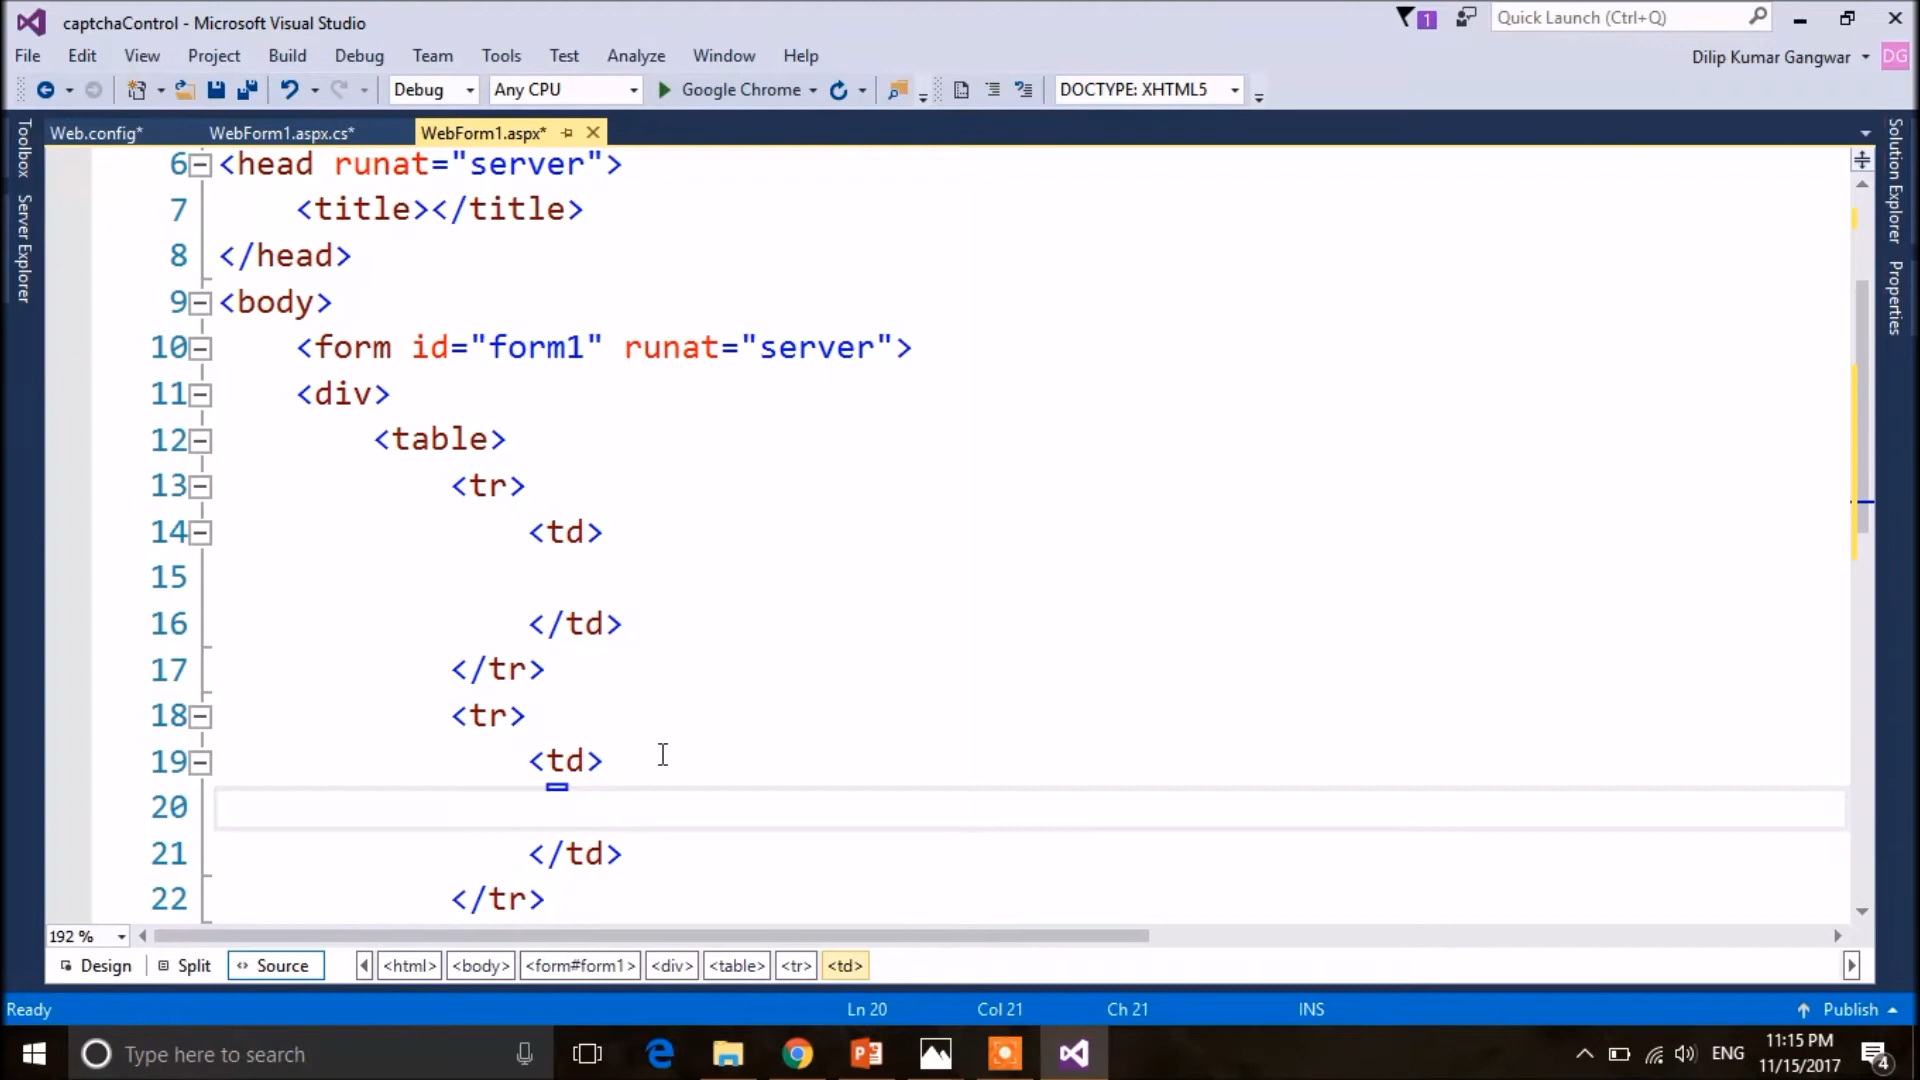 captchaControl - Microsoft Visual Studio
1
Quick Launch (Ctrl+Q)
File Edit View Project Build Debug Team Tools Test Analyze Window Help
Dilip Kumar Gangwar DG
Debug Any CPU Google Chrome DOCTYPE: XHTML5
Web.config* WebForm1.aspx.cs* WebForm1.aspx*
Toolbox
Server Explorer
Solution Explorer
Properties
6 <head runat="server">
7 <title></title>
8 </head>
9 <body>
10 <form id="form1" runat="server">
11 <div>
12 <table>
13 <tr>
14 <td>
15
16 </td>
17 </tr>
18 <tr>
19 <td>
20
21 </td>
22 </tr>
192 %
Design Split Source <html> <body> <form#form1> <div> <table> <tr> <td>
Ready Ln 20 Col 21 Ch 21 INS Publish
Type here to search
ENG
11:15 PM
11/15/2017
4